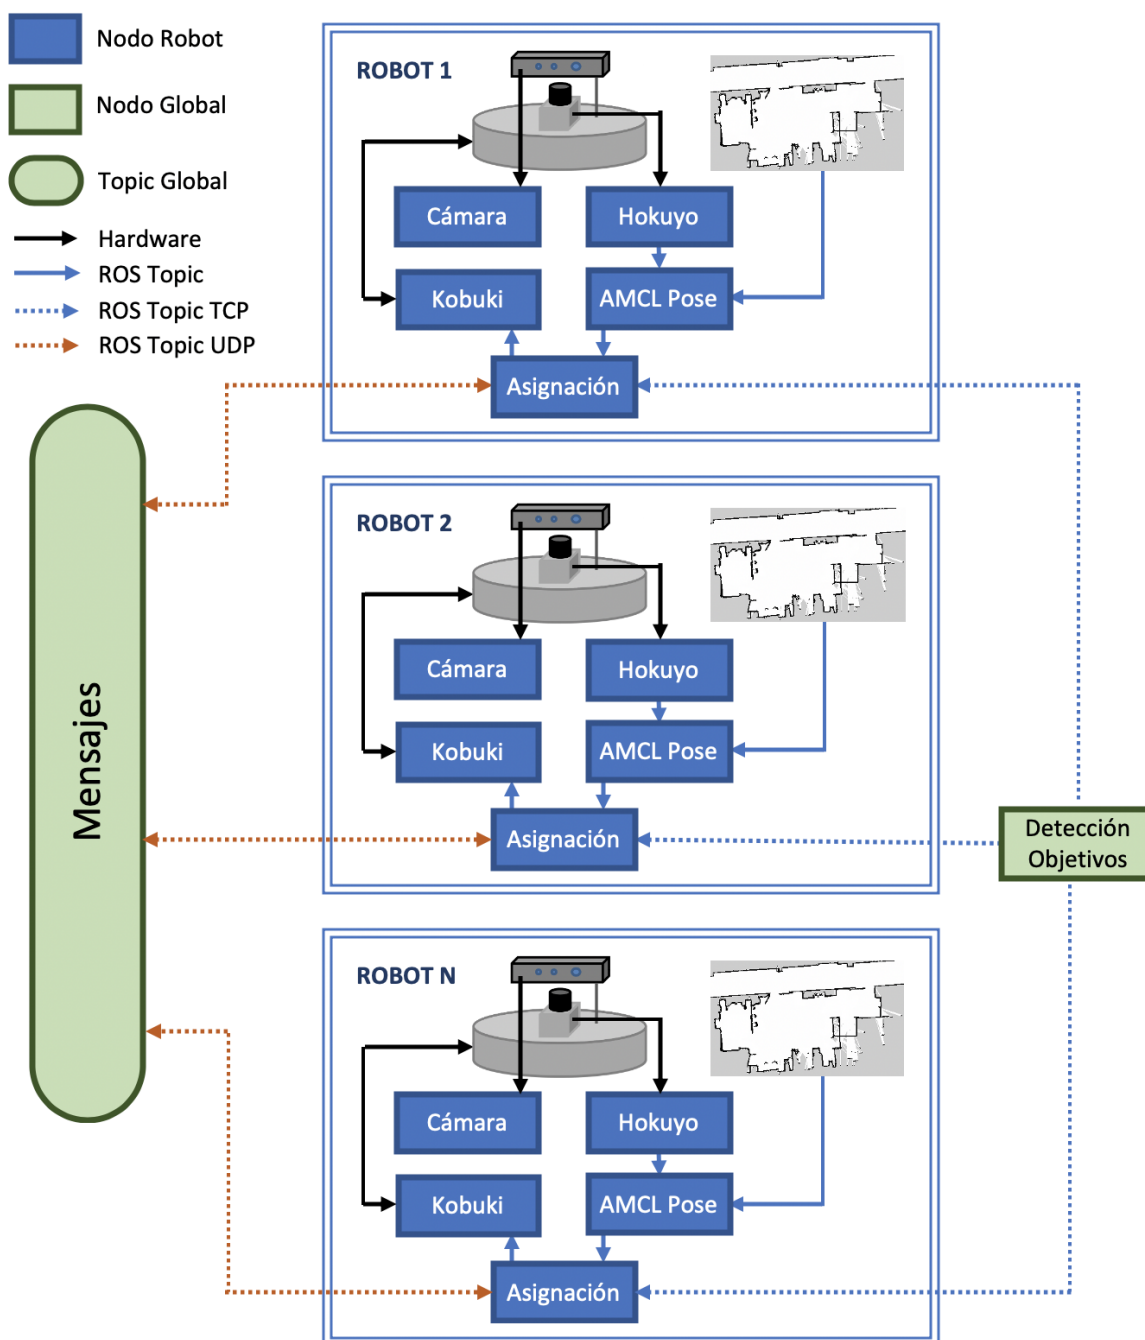 Nodo Robot
Nodo Global
Topic Global
Hardware
ROS Topic
ROS Topic TCP
ROS Topic UDP
Mensajes
ROBOT 1
Cámara
Hokuyo
Kobuki
AMCL Pose
Asignación
ROBOT 2
Cámara
Hokuyo
Kobuki
AMCL Pose
Asignación
Detección
Objetivos
ROBOT N
Cámara
Hokuyo
Kobuki
AMCL Pose
Asignación